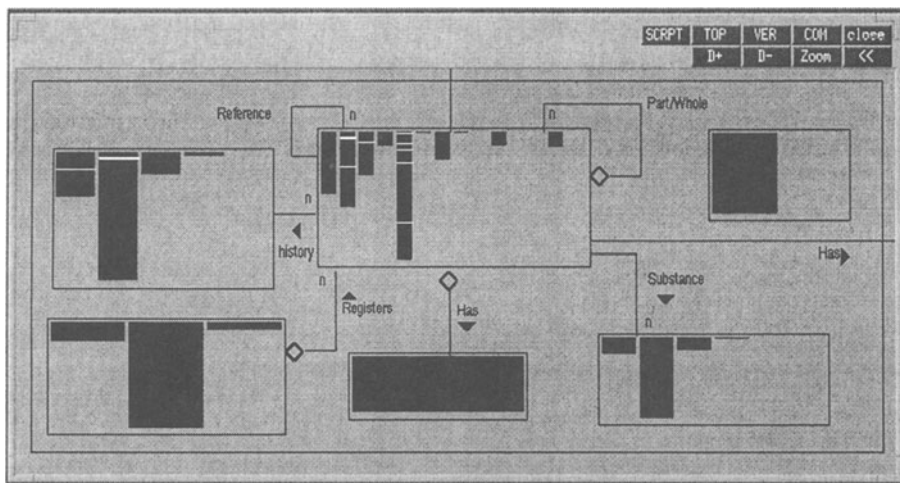 SCRPT TOP VER COM close
D+ D- Zoom <<
Reference n n Part/Whole
n
history
Has
n
Registers
Has
Substance
n